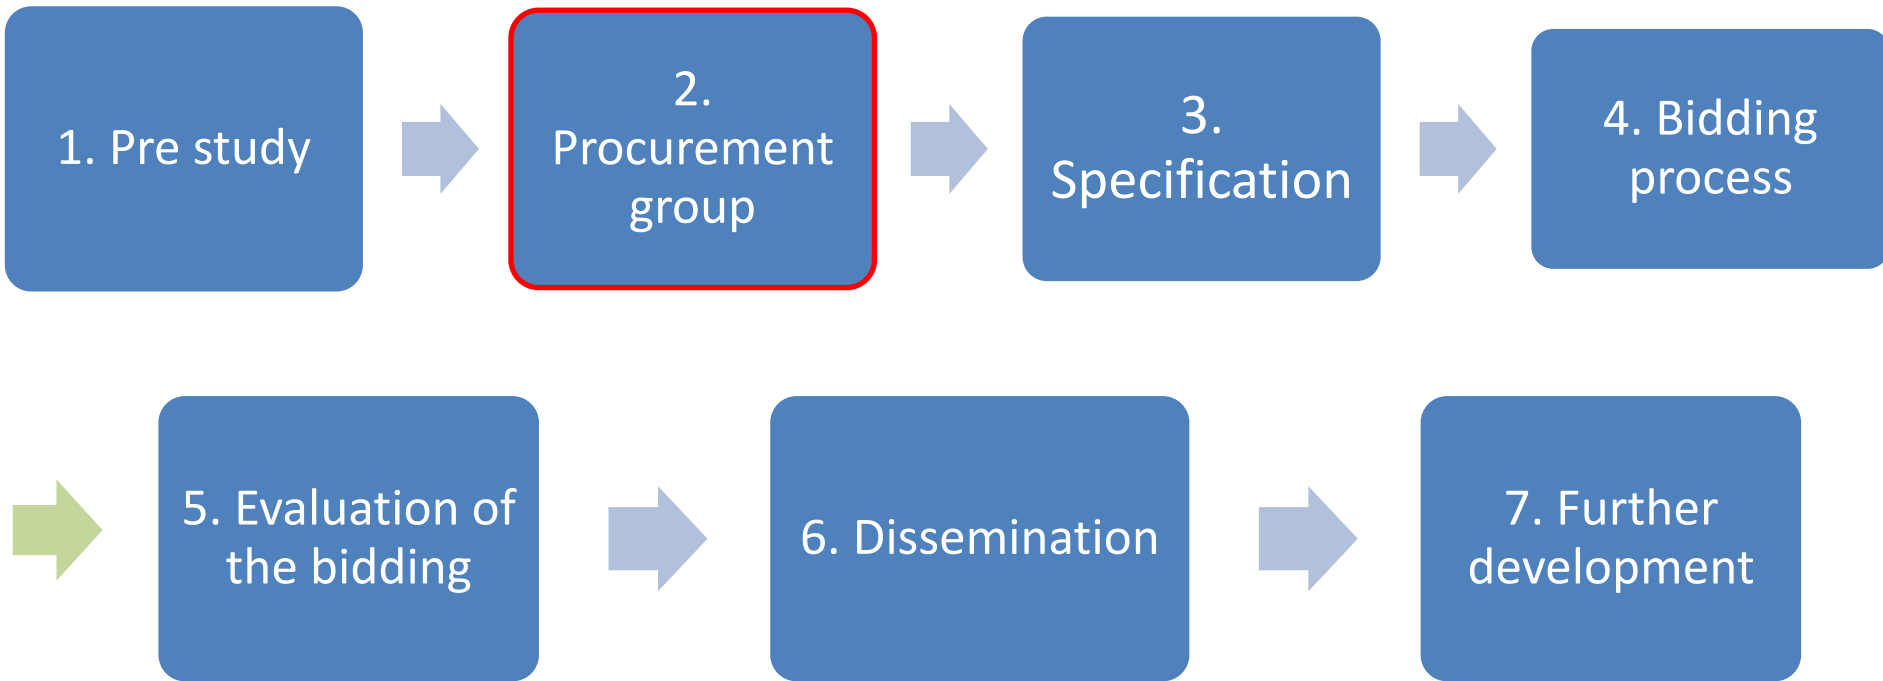 1. Pre study
2.
Procurement
group
3.
Specification
4. Bidding
process
5. Evaluation of
the bidding
6. Dissemination
7. Further
development